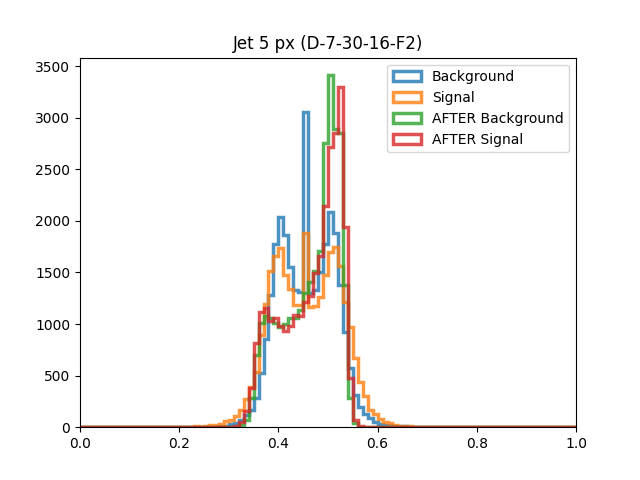 Jet 5 px (D-7-30-16-F2)
Background
Signal
AFTER Background
AFTER Signal
3500
3000
2500
2000
1500
1000
500
0
0.0 0.2 0.4 0.6 0.8 1.0